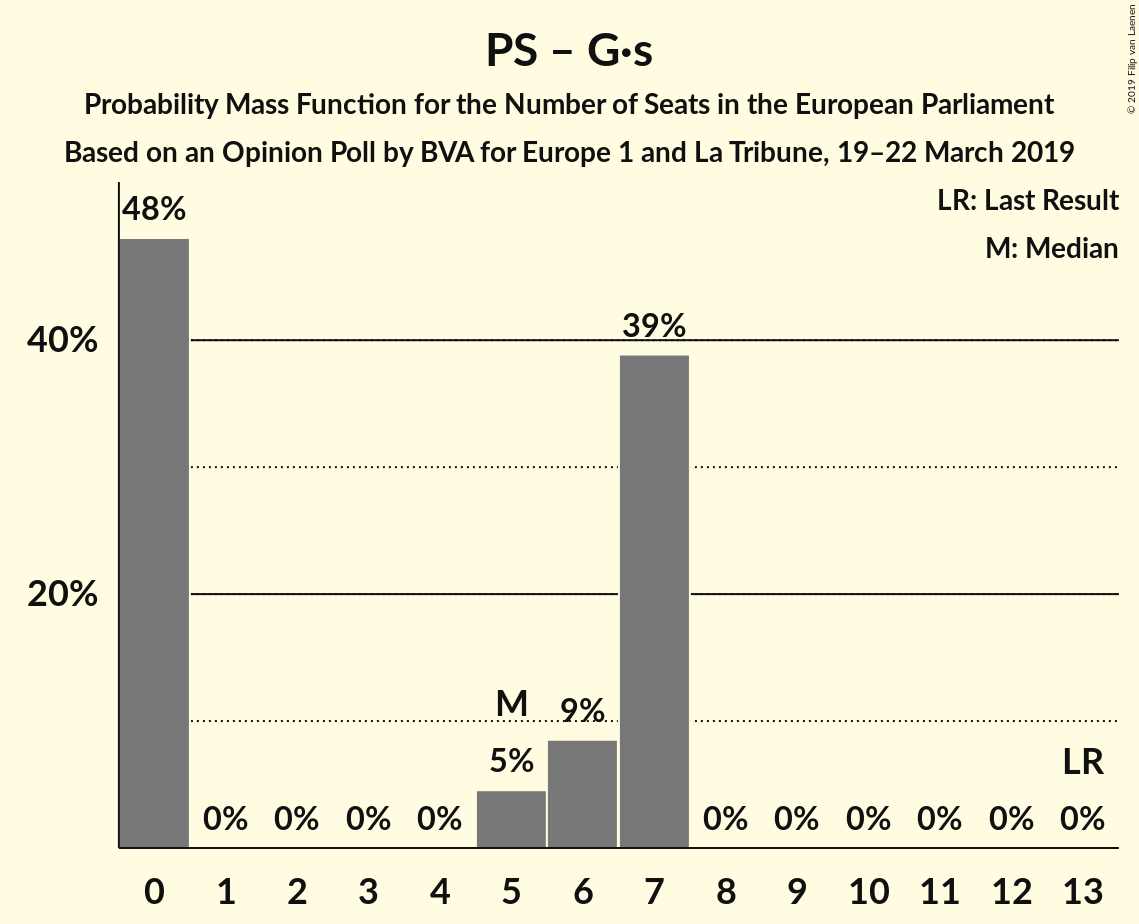 PS – G·s
Probability Mass Function for the Number of Seats in the European Parliament
Based on an Opinion Poll by BVA for Europe 1 and La Tribune, 19–22 March 2019
© 2019 Filip van Laenen
LR: Last Result
M: Median
48%
39%
40%
20%
M
9%
5%
LR
0% 0% 0% 0% 0% 0% 0% 0% 0% 0%
0 1 2 3 4 5 6 7 8 9 10 11 12 13